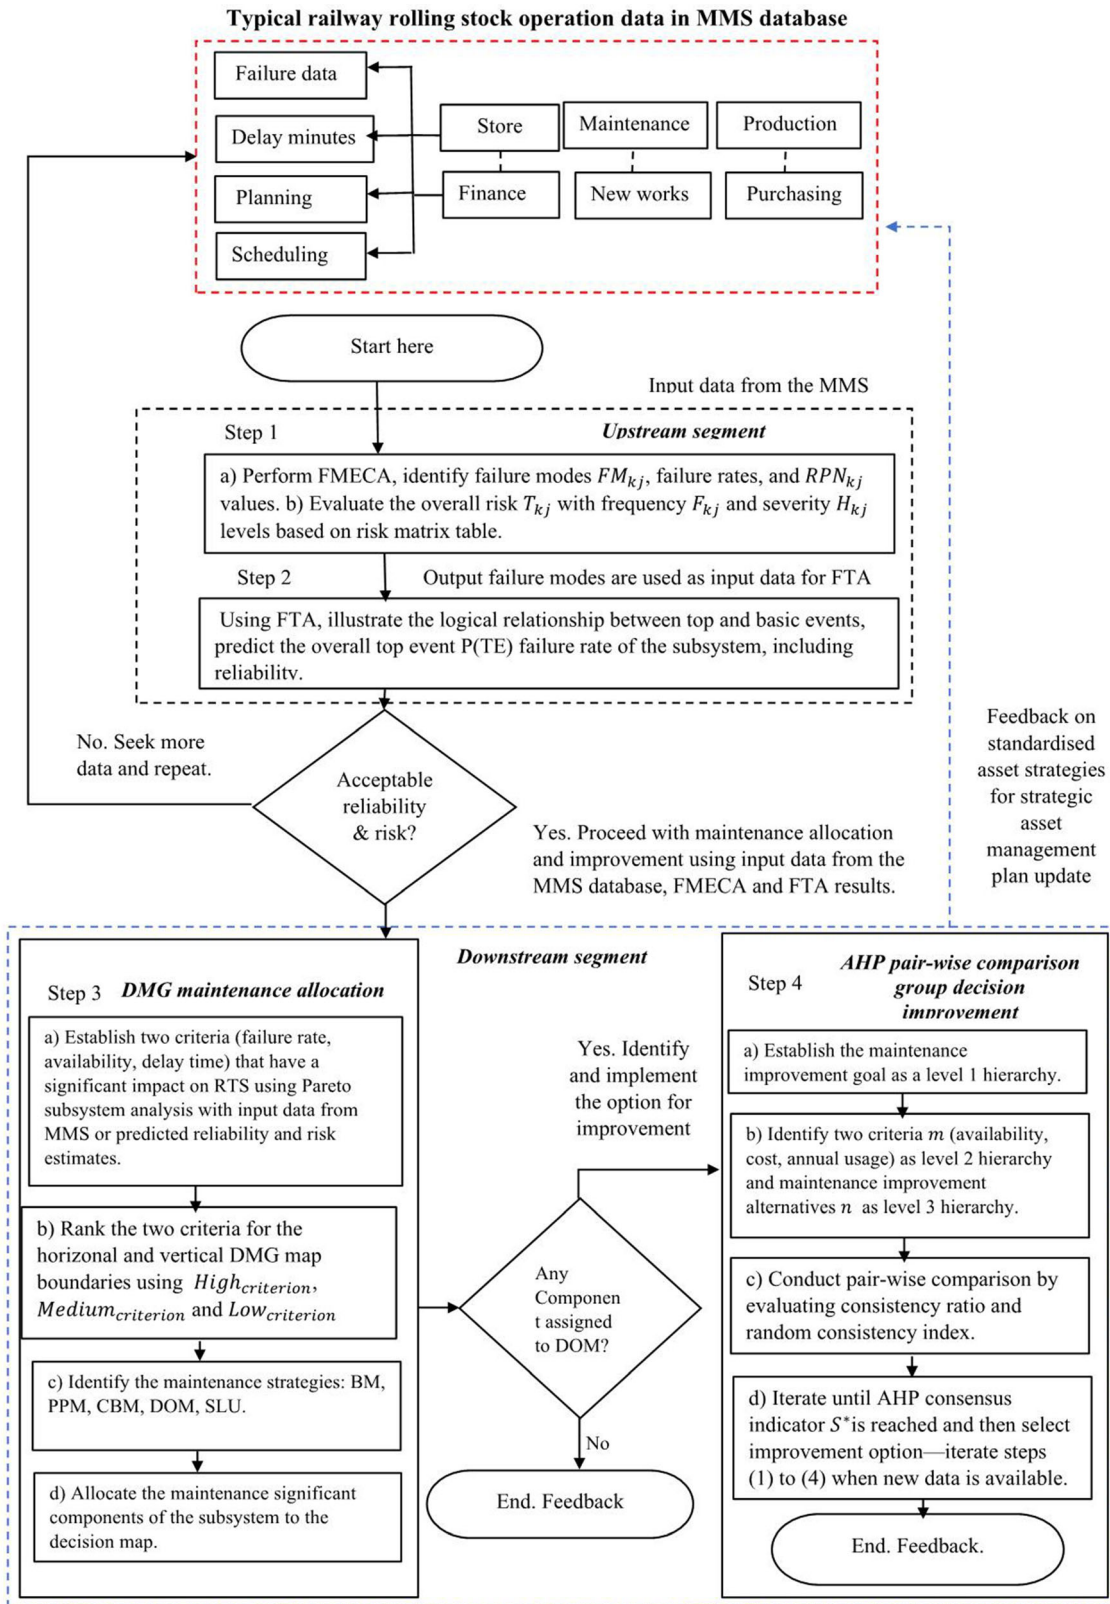 Typical railway rolling stock operation data in MMS database
Failure data
Delay minutes
Planning
Scheduling
Store
Maintenance
Production
Finance
New works
Purchasing
Start here
Input data from the MMS
Step 1
Upstream segment
a) Perform FMECA, identify failure modes FM_kj, failure rates, and RPN_kj
values. b) Evaluate the overall risk T_kj with frequency F_kj and severity H_kj
levels based on risk matrix table.
Step 2
Output failure modes are used as input data for FTA
Using FTA, illustrate the logical relationship between top and basic events,
predict the overall top event P(TE) failure rate of the subsystem, including
reliability.
No. Seek more
data and repeat.
Acceptable
reliability
& risk?
Yes. Proceed with maintenance allocation
and improvement using input data from the
MMS database, FMECA and FTA results.
Feedback on
standardised
asset strategies
for strategic
asset
management
plan update
Downstream segment
Step 3 DMG maintenance allocation
a) Establish two criteria (failure rate,
availability, delay time) that have a
significant impact on RTS using Pareto
subsystem analysis with input data from
MMS or predicted reliability and risk
estimates.
b) Rank the two criteria for the
horizonal and vertical DMG map
boundaries using High_criterion,
Medium_criterion and Low_criterion
c) Identify the maintenance strategies: BM,
PPM, CBM, DOM, SLU.
d) Allocate the maintenance significant
components of the subsystem to the
decision map.
Yes. Identify
and implement
the option for
improvement
Any
Componen
t assigned
to DOM?
No
End. Feedback
Step 4
AHP pair-wise comparison
group decision
improvement
a) Establish the maintenance
improvement goal as a level 1 hierarchy.
b) Identify two criteria m (availability,
cost, annual usage) as level 2 hierarchy
and maintenance improvement
alternatives n as level 3 hierarchy.
c) Conduct pair-wise comparison by
evaluating consistency ratio and
random consistency index.
d) Iterate until AHP consensus
indicator S*is reached and then select
improvement option—iterate steps
(1) to (4) when new data is available.
End. Feedback.